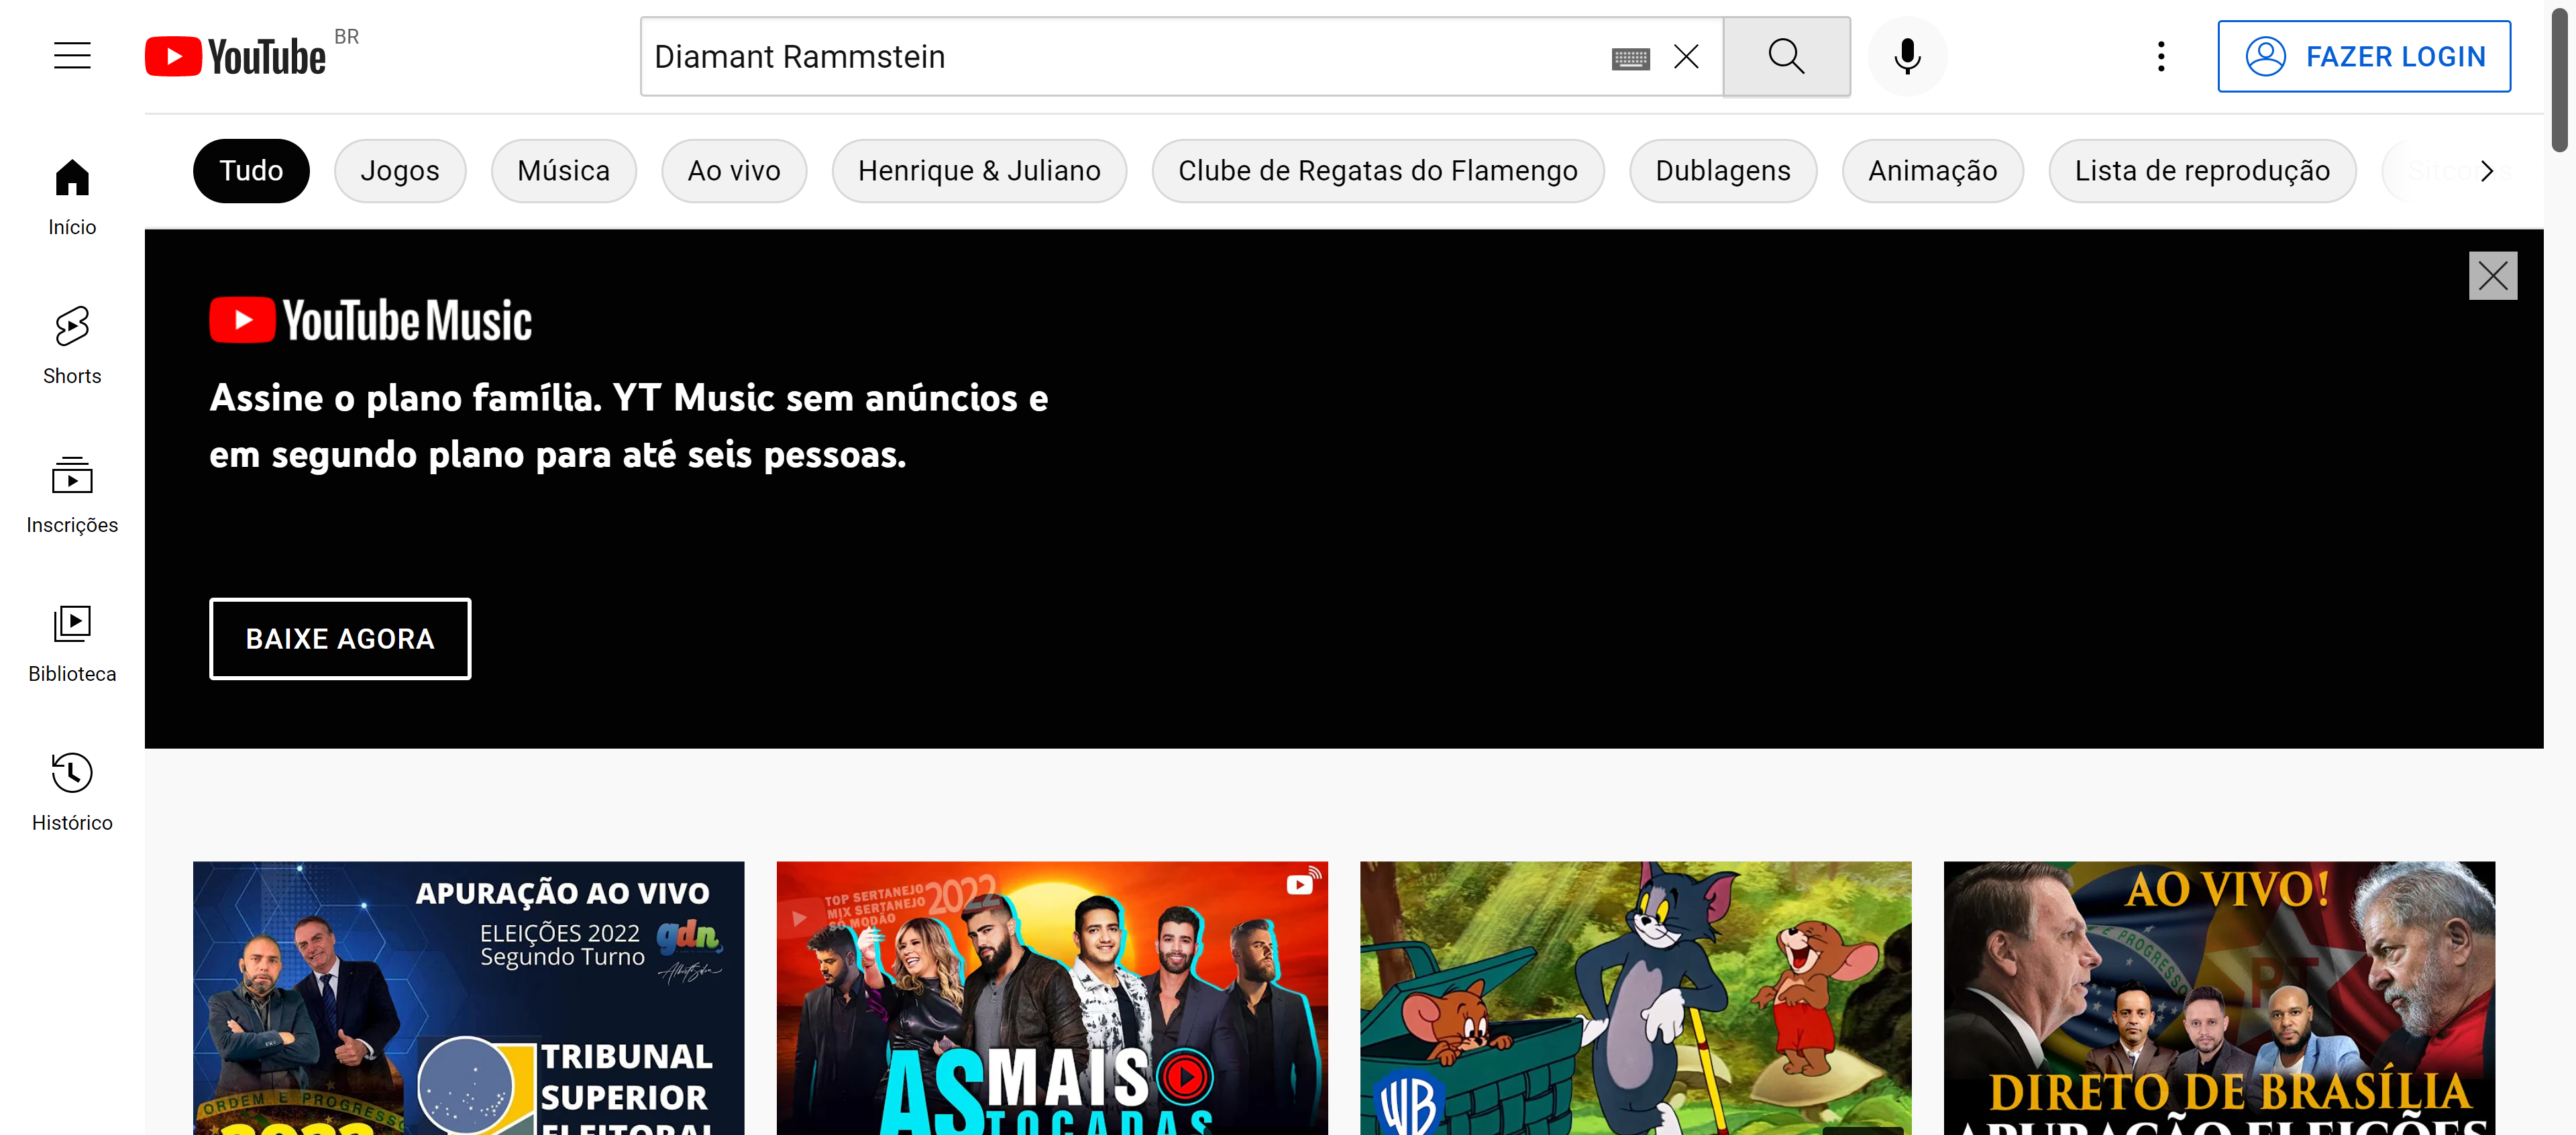 YouTube BR
Diamant Rammstein
FAZER LOGIN
Tudo
Jogos
Música
Ao vivo
Henrique & Juliano
Clube de Regatas do Flamengo
Dublagens
Animação
Lista de reprodução
Início
Shorts
Inscrições
Biblioteca
Histórico
YouTube Music
Assine o plano família. YT Music sem anúncios e
em segundo plano para até seis pessoas.
BAIXE AGORA
APURAÇÃO AO VIVO
ELEIÇÕES 2022
Segundo Turno
gdn
TRIBUNAL
SUPERIOR
ELEITORAL
ORDEM E PROGRESSO
2022
TOP SERTANEJO
MIX SERTANEJO
SÓ MODÃO
2022
AS MAIS
TOCADAS
WB
AO VIVO!
E PROGRESSO
PT
DIRETO DE BRASÍLIA
APURAÇÃO ELEIÇÕES